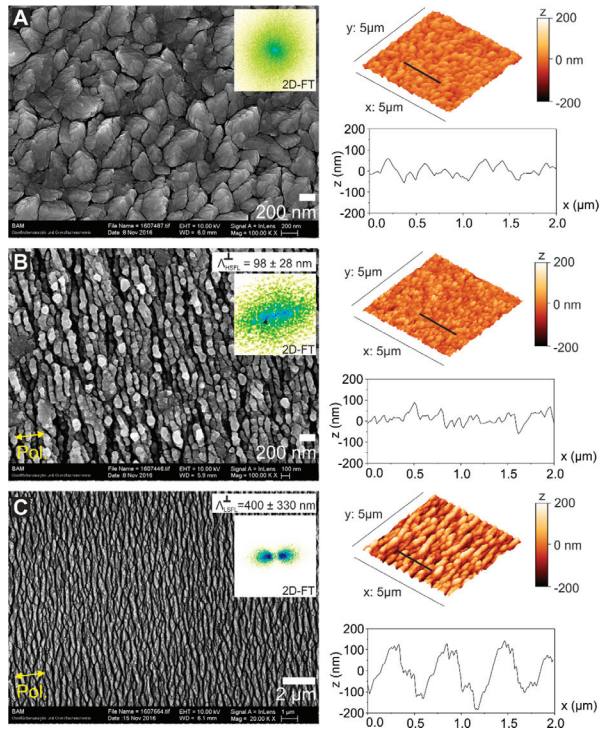 A
2D-FT
200 nm
BAM
File Name = 1607487.tif
EHT = 10.00 kV
Signal A = InLens
200 nm
Date :8 Nov 2016
WD = 6.0 mm
Mag = 100.00 K X
y: 5µm
x: 5µm
z
200
0 nm
-200
z (nm)
200
100
0
-100
-200
0.0
0.5
1.0
1.5
2.0
x (µm)
B
Λ⊥HSFL = 98 ± 28 nm
2D-FT
Pol.
200 nm
BAM
File Name = 1607446.tif
EHT = 10.00 kV
Signal A = InLens
100 nm
Date :8 Nov 2016
WD = 5.9 mm
Mag = 100.00 K X
y: 5µm
x: 5µm
z
200
0 nm
-200
z (nm)
200
100
0
-100
-200
0.0
0.5
1.0
1.5
2.0
x (µm)
C
Λ⊥LSFL =400 ± 330 nm
2D-FT
Pol.
2 µm
BAM
File Name = 1607664.tif
EHT = 10.00 kV
Signal A = InLens
1µm
Date :15 Nov 2016
WD = 6.1 mm
Mag = 20.00 K X
y: 5µm
x: 5µm
z
200
0 nm
-200
z (nm)
200
100
0
-100
-200
0.0
0.5
1.0
1.5
2.0
x (µm)